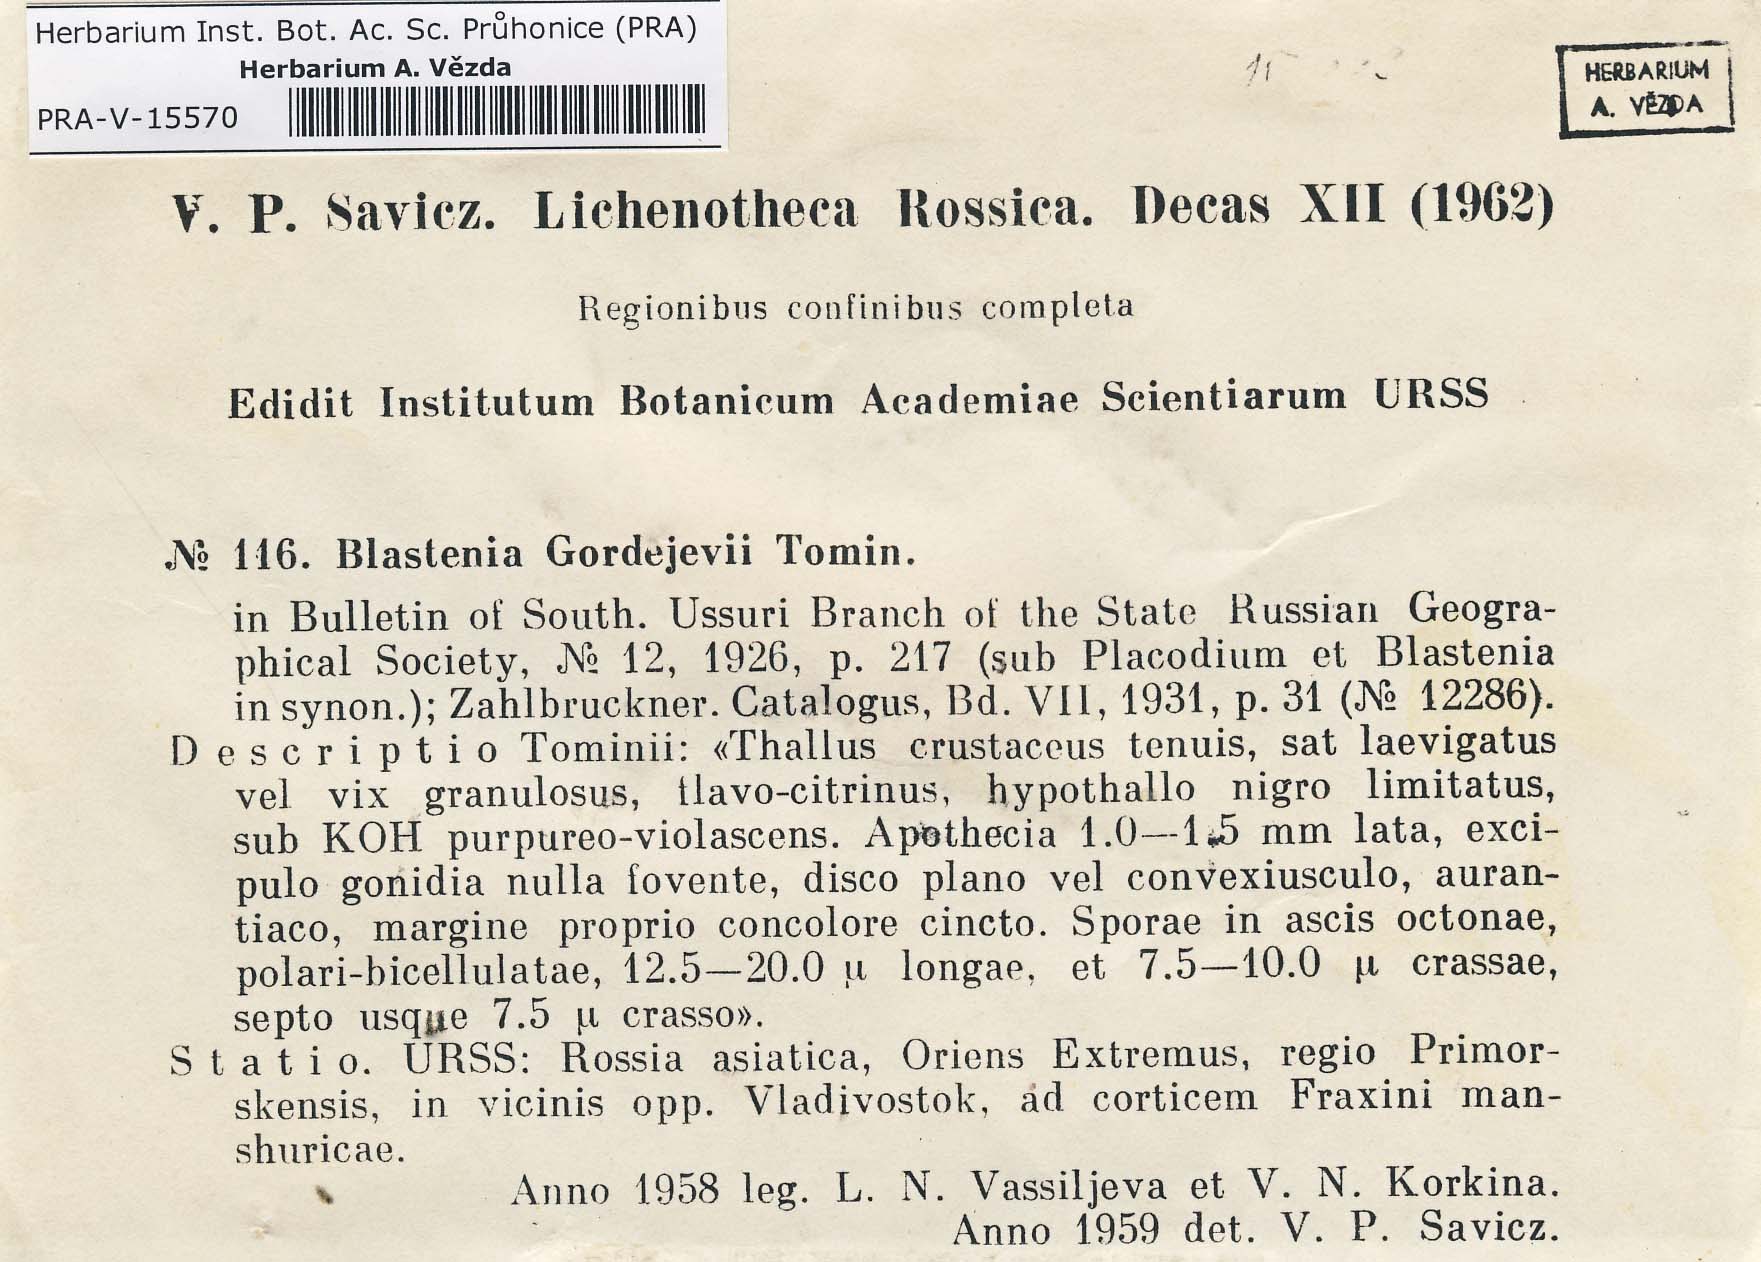 Herbarium Inst. Bot. Ac. Sc. Průhonice (PRA)
Herbarium A. Vězda
PRA-V-15570
HERBARIUM
A. VĚZDA
V. P. Savicz. Lichenotheca Rossica. Decas XII (1962)
Regionibus confinibus completa
Edidit Institutum Botanicum Academiae Scientiarum URSS
№ 116. Blastenia Gordejevii Tomin.
in Bulletin of South. Ussuri Branch of the State Russian Geogra-
phical Society, № 12, 1926, p. 217 (sub Placodium et Blastenia
in synon.); Zahlbruckner. Catalogus, Bd. VII, 1931, p. 31 (№ 12286).
Descriptio Tominii: «Thallus crustaceus tenuis, sat laevigatus
vel vix granulosus, flavo-citrinus, hypothallo nigro limitatus,
sub KOH purpureo-violascens. Apothecia 1.0—1.5 mm lata, exci-
pulo gonidia nulla fovente, disco plano vel convexiusculo, auran-
tiaco, margine proprio concolore cincto. Sporae in ascis octonae,
polari-bicellulatae, 12.5—20.0 µ longae, et 7.5—10.0 µ crassae,
septo usque 7.5 µ crasso».
Statio. URSS: Rossia asiatica, Oriens Extremus, regio Primor-
skensis, in vicinis opp. Vladivostok, ad corticem Fraxini man-
shuricae.
Anno 1958 leg. L. N. Vassiljeva et V. N. Korkina.
Anno 1959 det. V. P. Savicz.